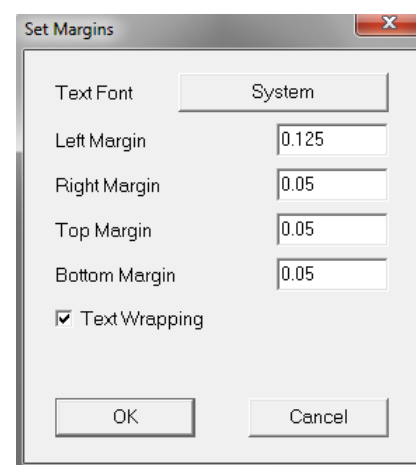 Set Margins
Text Font System
Left Margin 0.125
Right Margin 0.05
Top Margin 0.05
Bottom Margin 0.05
Text Wrapping
OK Cancel